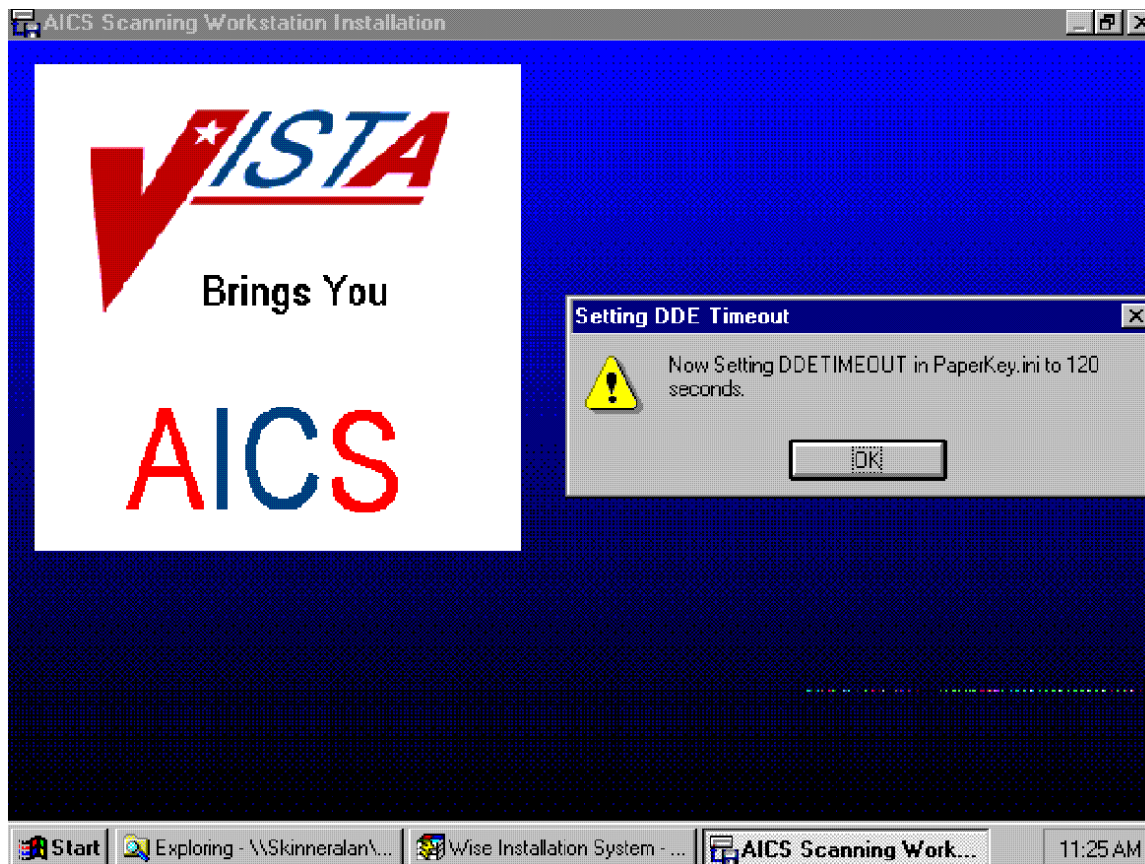 AICS Scanning Workstation Installation
VISTA
Brings You
AICS
Setting DDE Timeout
Now Setting DDETIMEOUT in PaperKey.ini to 120
seconds.
OK
Start
Exploring - \\Skinneralan\...
Wise Installation System - ...
AICS Scanning Work...
11:25 AM